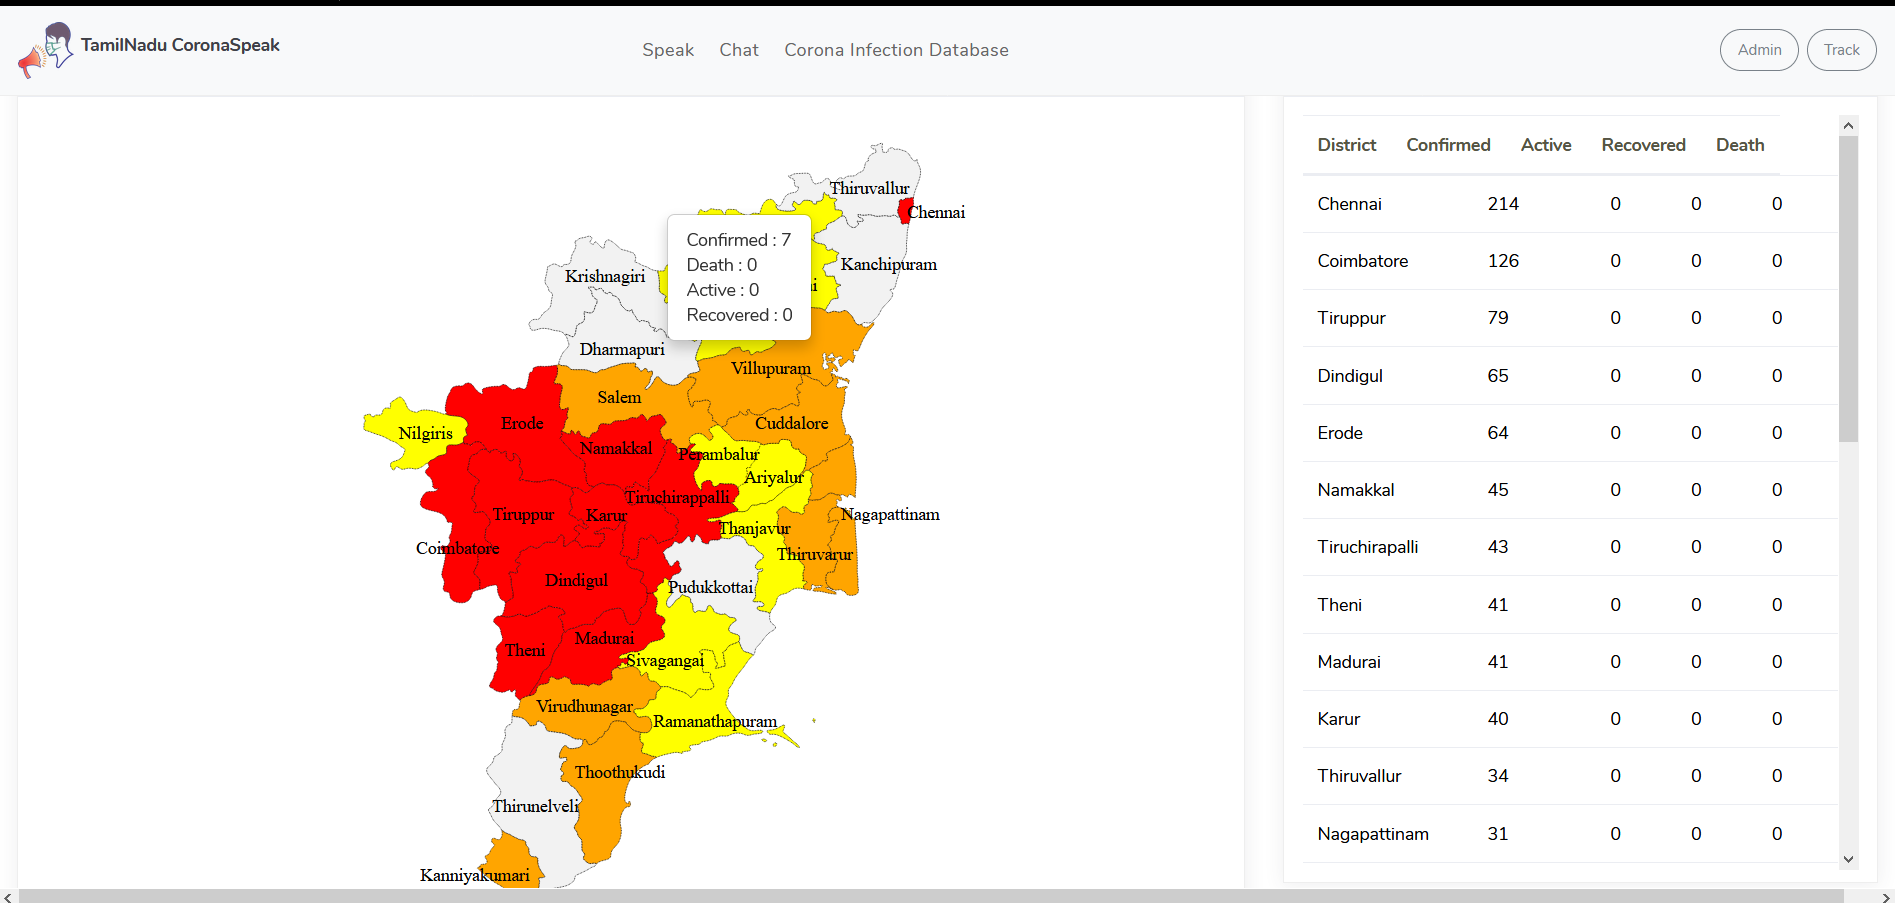 TamilNadu CoronaSpeak
Speak Chat Corona Infection Database
Admin Track
Thiruvallur
Chennai
Confirmed : 7
Death : 0
Active : 0
Recovered : 0
Kanchipuram
Krishnagiri
Dharmapuri
Villupuram
Salem
Cuddalore
Erode
Nilgiris
Namakkal
Perambalur
Ariyalur
Tiruchirappalli
Tiruppur
Karur
Nagapattinam
Thanjavur
Coimbatore
Thiruvarur
Dindigul
Pudukkottai
Madurai
Theni
Sivagangai
Virudhunagar
Ramanathapuram
Thoothukudi
Thirunelveli
Kanniyakumari
District Confirmed Active Recovered Death
Chennai 214 0 0 0
Coimbatore 126 0 0 0
Tiruppur 79 0 0 0
Dindigul 65 0 0 0
Erode 64 0 0 0
Namakkal 45 0 0 0
Tiruchirapalli 43 0 0 0
Theni 41 0 0 0
Madurai 41 0 0 0
Karur 40 0 0 0
Thiruvallur 34 0 0 0
Nagapattinam 31 0 0 0